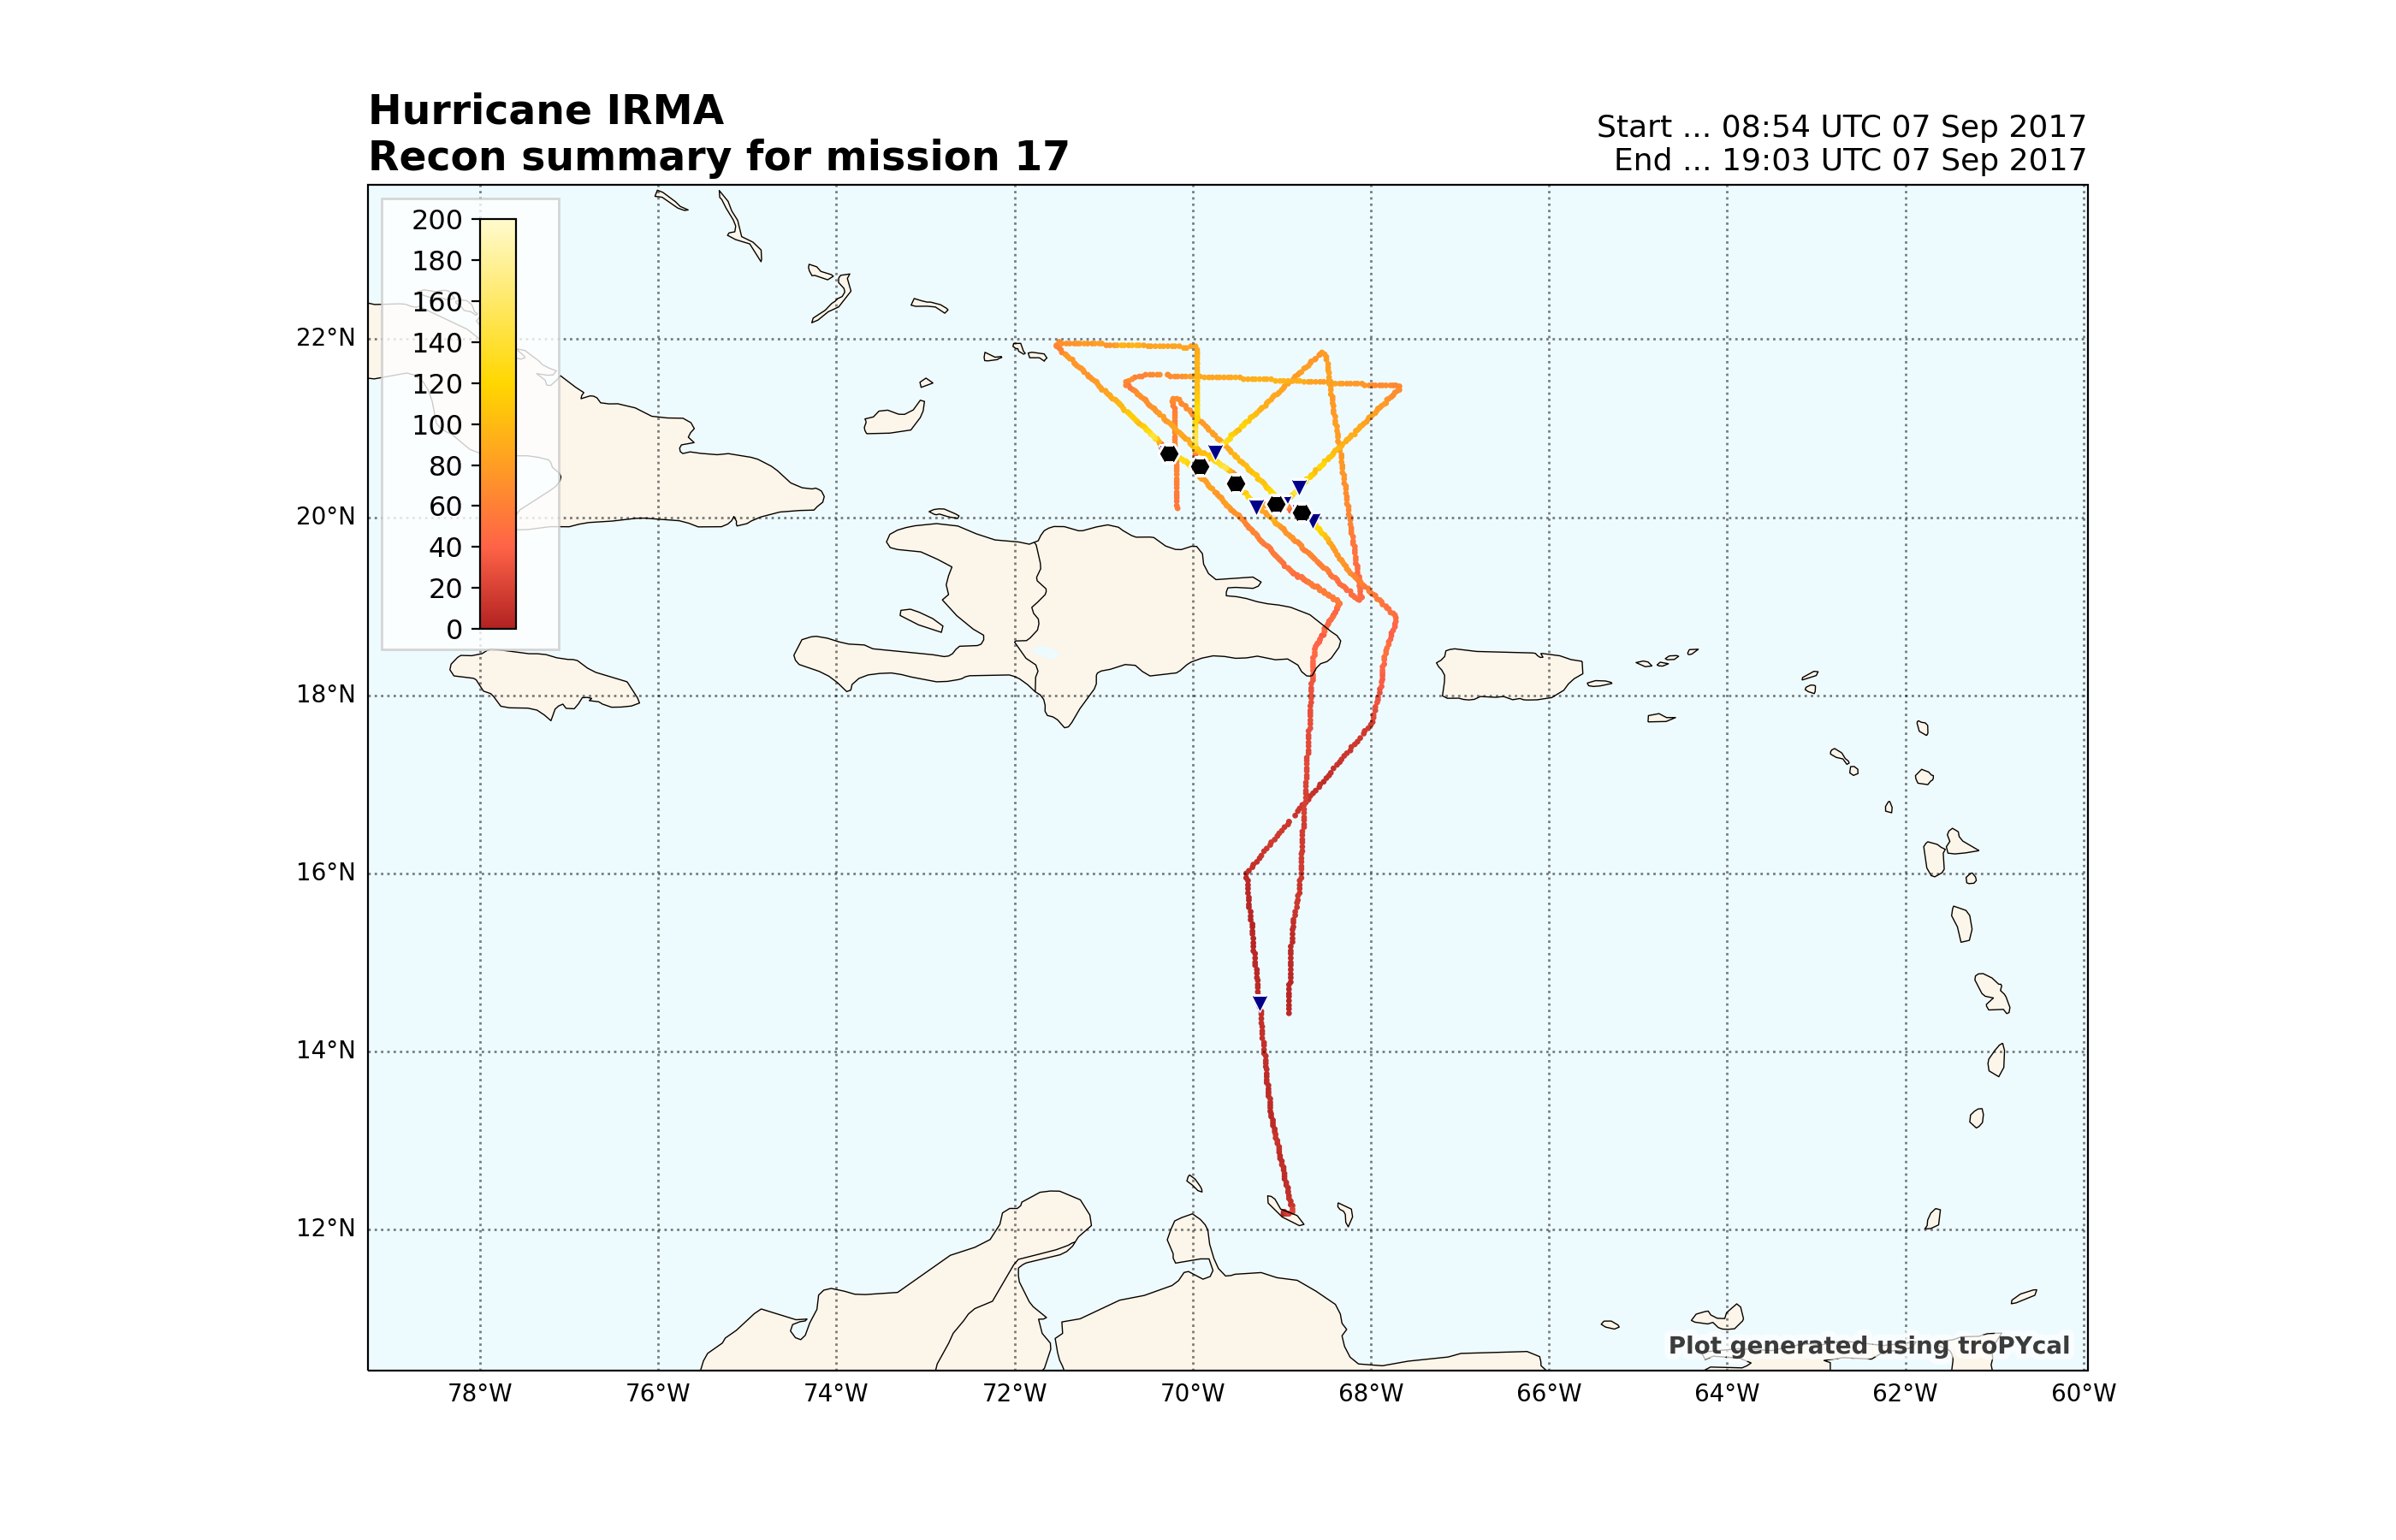 Hurricane IRMA
Recon summary for mission 17
Start ... 08:54 UTC 07 Sep 2017
End ... 19:03 UTC 07 Sep 2017
200
180
160
140
120
100
80
60
40
20
0
22°N
20°N
18°N
16°N
14°N
12°N
Plot generated using troPYcal
78°W 76°W 74°W 72°W 70°W 68°W 66°W 64°W 62°W 60°W